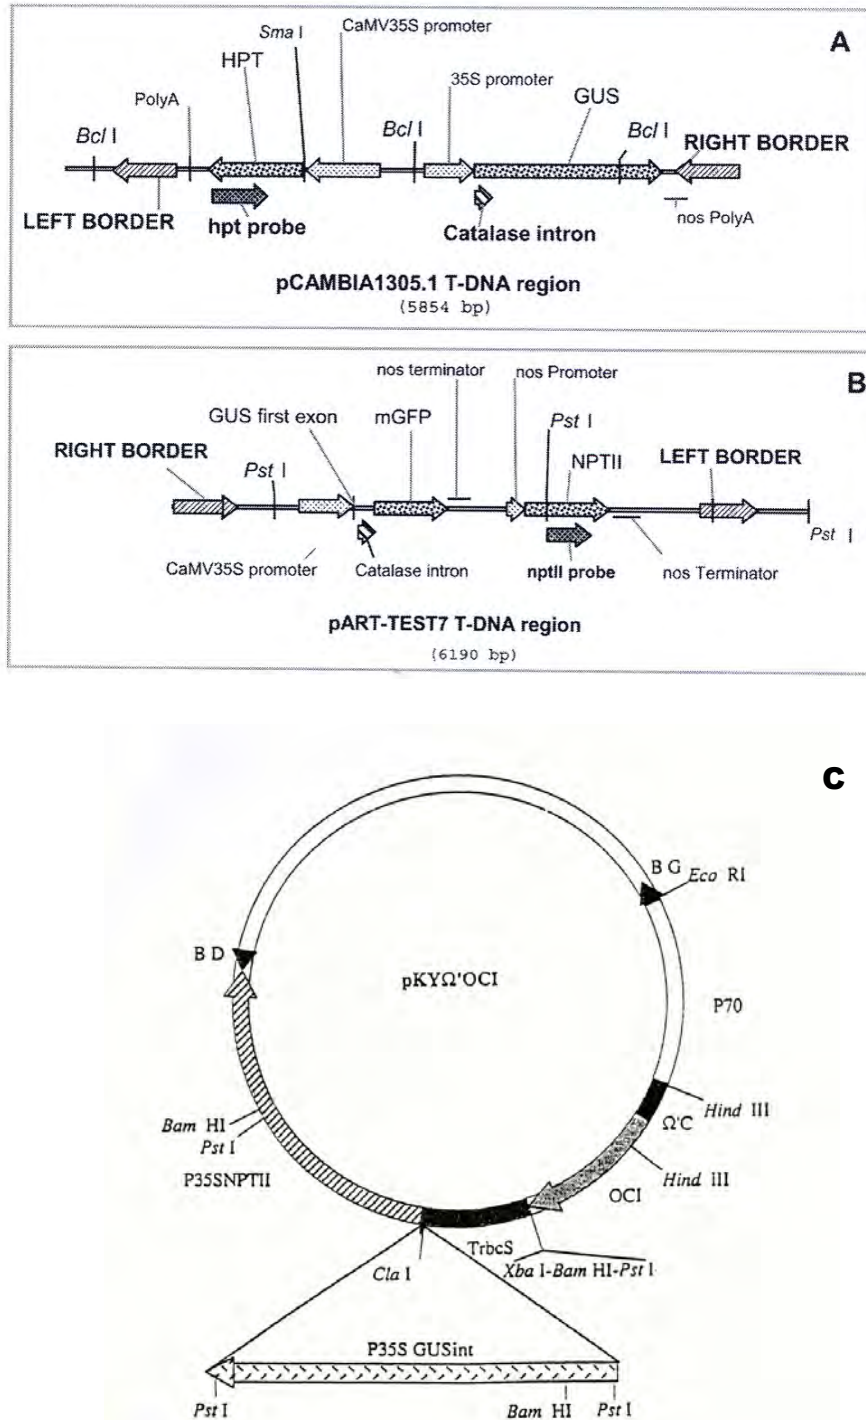 A
CaMV35S promoter
Sma I
HPT
35S promoter
PolyA
GUS
Bcl I
Bcl I
Bcl I
RIGHT BORDER
LEFT BORDER
hpt probe
Catalase intron
nos PolyA
pCAMBIA1305.1 T-DNA region
(5854 bp)
B
nos terminator
nos Promoter
GUS first exon
mGFP
Pst I
RIGHT BORDER
Pst I
NPTII
LEFT BORDER
Pst I
CaMV35S promoter
Catalase intron
nptII probe
nos Terminator
pART-TEST7 T-DNA region
(6190 bp)
C
B G
Eco RI
B D
pKYΩ'OCI
P70
Hind III
Ω'C
Bam HI
Pst I
Hind III
P35SNPTII
OCI
TrbcS
Cla I
Xba I-Bam HI-Pst I
P35S GUSint
Pst I
Bam HI
Pst I